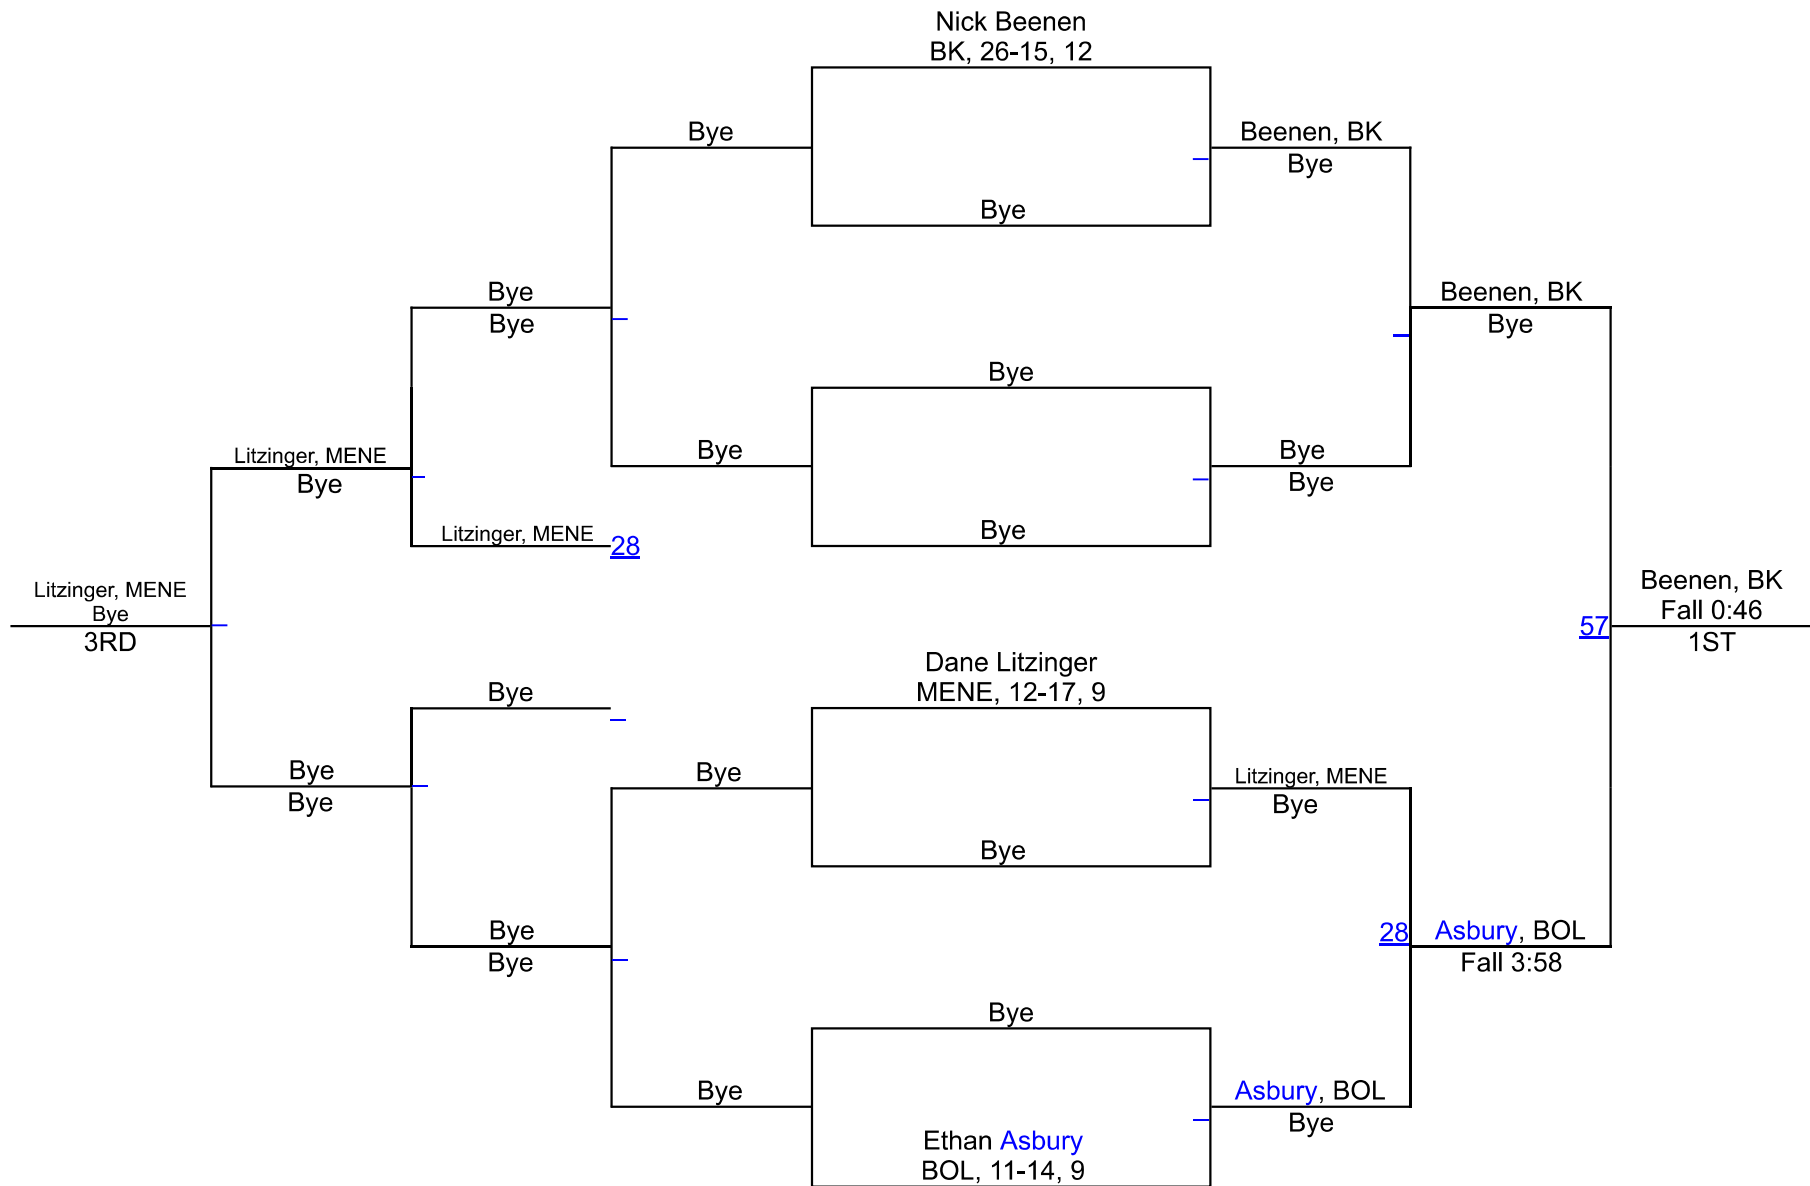 Nick Beenen
BK, 26-15, 12
Bye
Beenen, BK
Bye
Bye
Bye
Bye
Beenen, BK
Bye
Bye
Litzinger, MENE
Bye
Bye
Bye
Bye
Litzinger, MENE
28
Bye
Litzinger, MENE
Bye
3RD
Beenen, BK
Fall 0:46
57
1ST
Dane Litzinger
MENE, 12-17, 9
Bye
Bye
Bye
Bye
Litzinger, MENE
Bye
Bye
Bye
Bye
28
Asbury, BOL
Fall 3:58
Bye
Bye
Asbury, BOL
Bye
Ethan Asbury
BOL, 11-14, 9